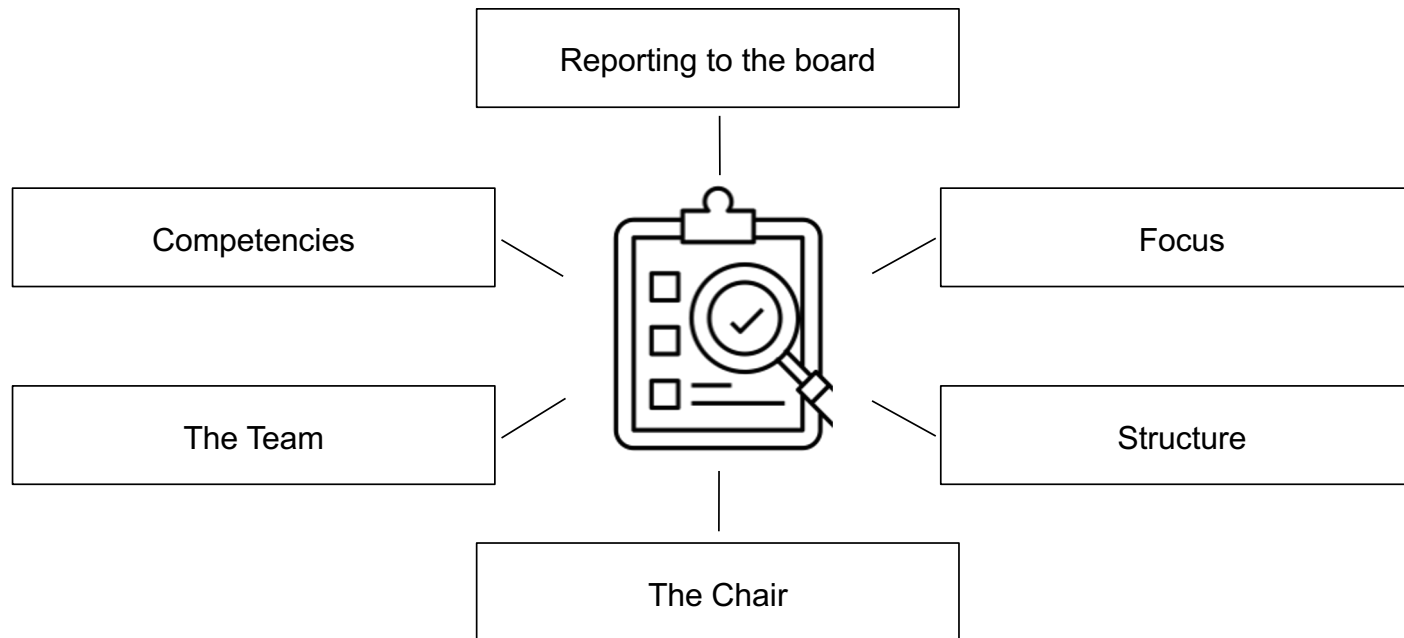 Reporting to the board
Competencies
Focus
The Team
Structure
The Chair